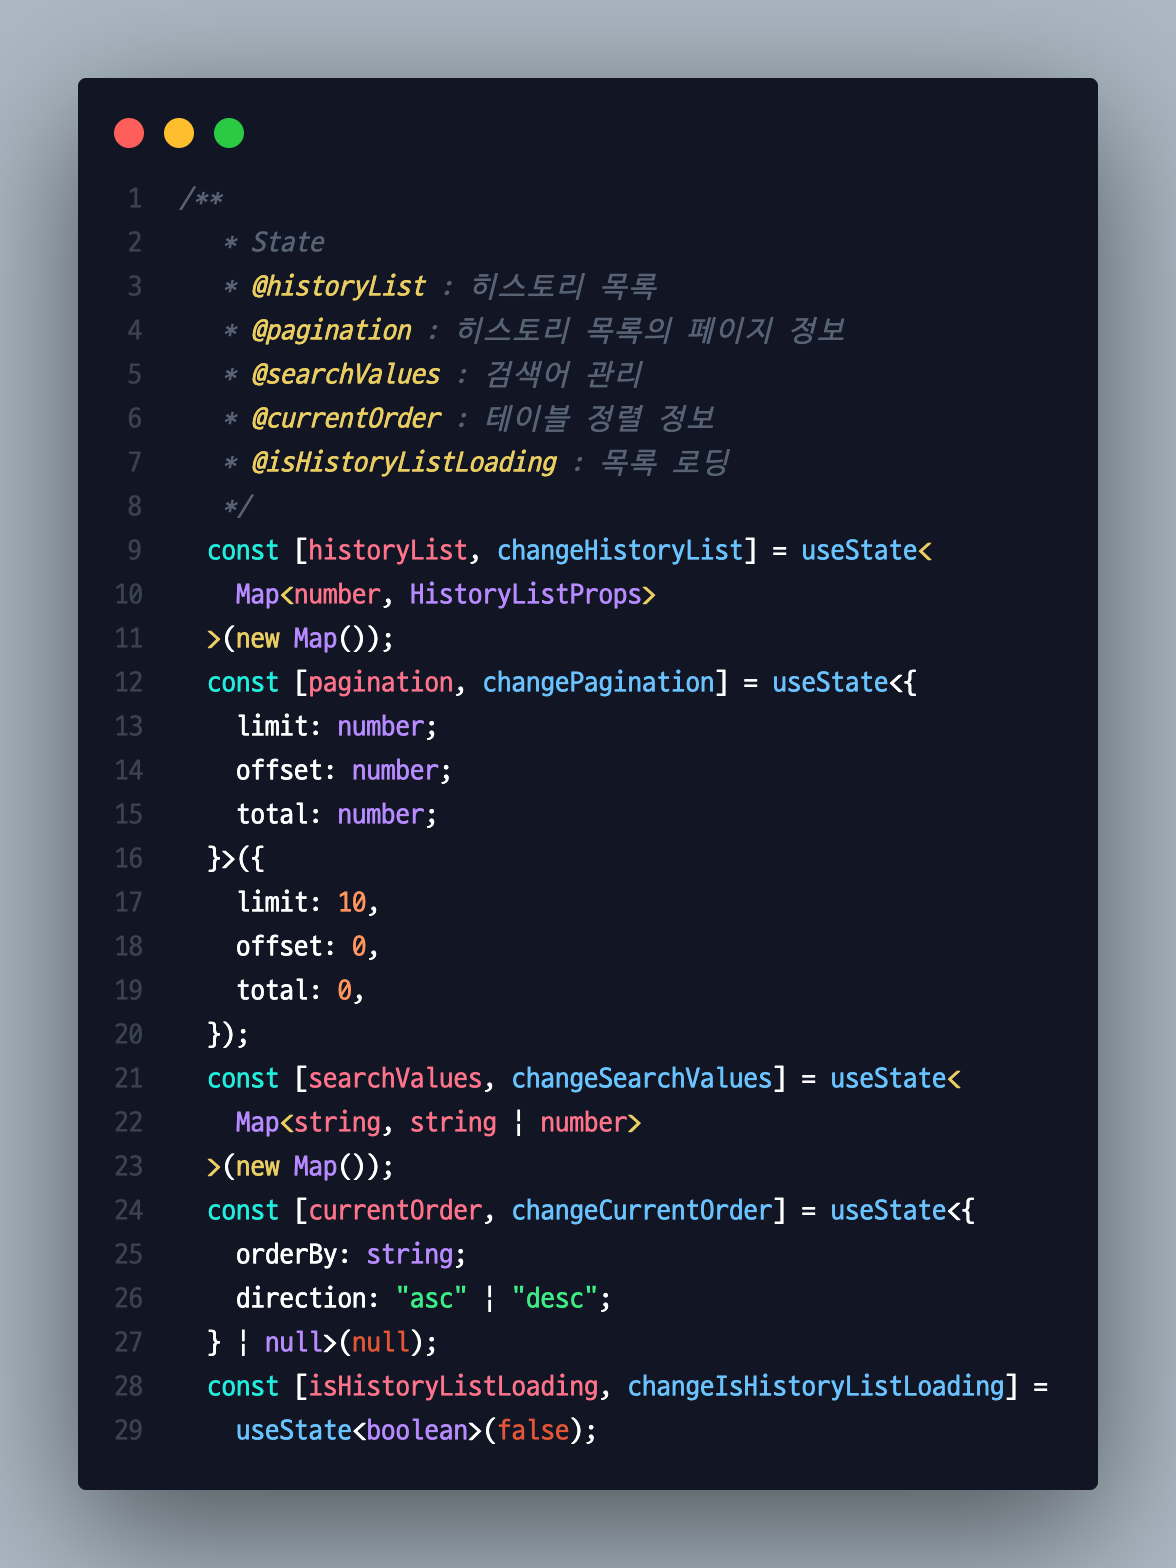 1 /**
2 * State
3 * @historyList : 히스토리 목록
4 * @pagination : 히스토리 목록의 페이지 정보
5 * @searchValues : 검색어 관리
6 * @currentOrder : 테이블 정렬 정보
7 * @isHistoryListLoading : 목록 로딩
8 */
9 const [historyList, changeHistoryList] = useState<
10 Map<number, HistoryListProps>
11 >(new Map());
12 const [pagination, changePagination] = useState<{
13 limit: number;
14 offset: number;
15 total: number;
16 }>({
17 limit: 10,
18 offset: 0,
19 total: 0,
20 });
21 const [searchValues, changeSearchValues] = useState<
22 Map<string, string | number>
23 >(new Map());
24 const [currentOrder, changeCurrentOrder] = useState<{
25 orderBy: string;
26 direction: "asc" | "desc";
27 } | null>(null);
28 const [isHistoryListLoading, changeIsHistoryListLoading] =
29 useState<boolean>(false);